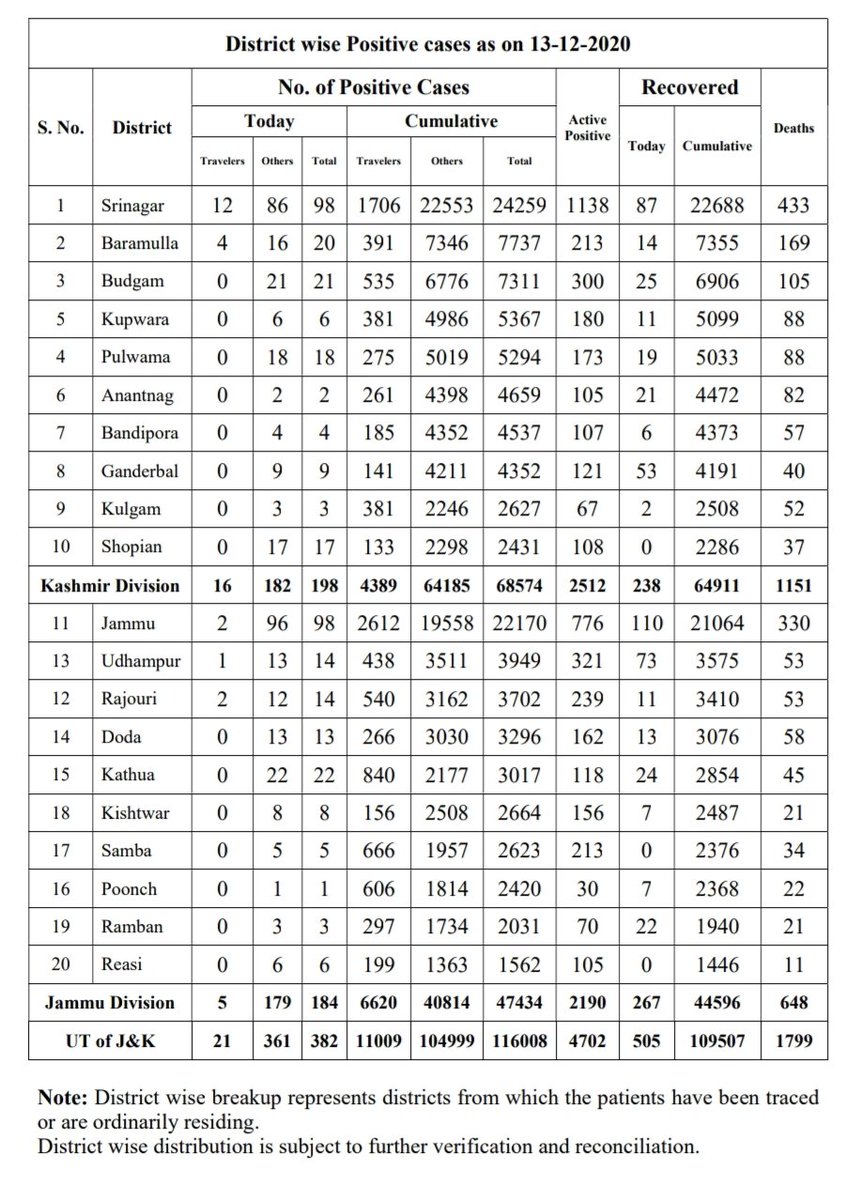 District wise Positive cases as on 13-12-2020
S. No. District No. of Positive Cases Active Positive Recovered Deaths
Today Cumulative Today Cumulative
Travelers Others Total Travelers Others Total
1 Srinagar 12 86 98 1706 22553 24259 1138 87 22688 433
2 Baramulla 4 16 20 391 7346 7737 213 14 7355 169
3 Budgam 0 21 21 535 6776 7311 300 25 6906 105
5 Kupwara 0 6 6 381 4986 5367 180 11 5099 88
4 Pulwama 0 18 18 275 5019 5294 173 19 5033 88
6 Anantnag 0 2 2 261 4398 4659 105 21 4472 82
7 Bandipora 0 4 4 185 4352 4537 107 6 4373 57
8 Ganderbal 0 9 9 141 4211 4352 121 53 4191 40
9 Kulgam 0 3 3 381 2246 2627 67 2 2508 52
10 Shopian 0 17 17 133 2298 2431 108 0 2286 37
Kashmir Division 16 182 198 4389 64185 68574 2512 238 64911 1151
11 Jammu 2 96 98 2612 19558 22170 776 110 21064 330
13 Udhampur 1 13 14 438 3511 3949 321 73 3575 53
12 Rajouri 2 12 14 540 3162 3702 239 11 3410 53
14 Doda 0 13 13 266 3030 3296 162 13 3076 58
15 Kathua 0 22 22 840 2177 3017 118 24 2854 45
18 Kishtwar 0 8 8 156 2508 2664 156 7 2487 21
17 Samba 0 5 5 666 1957 2623 213 0 2376 34
16 Poonch 0 1 1 606 1814 2420 30 7 2368 22
19 Ramban 0 3 3 297 1734 2031 70 22 1940 21
20 Reasi 0 6 6 199 1363 1562 105 0 1446 11
Jammu Division 5 179 184 6620 40814 47434 2190 267 44596 648
UT of J&K 21 361 382 11009 104999 116008 4702 505 109507 1799
Note: District wise breakup represents districts from which the patients have been traced
or are ordinarily residing.
District wise distribution is subject to further verification and reconciliation.